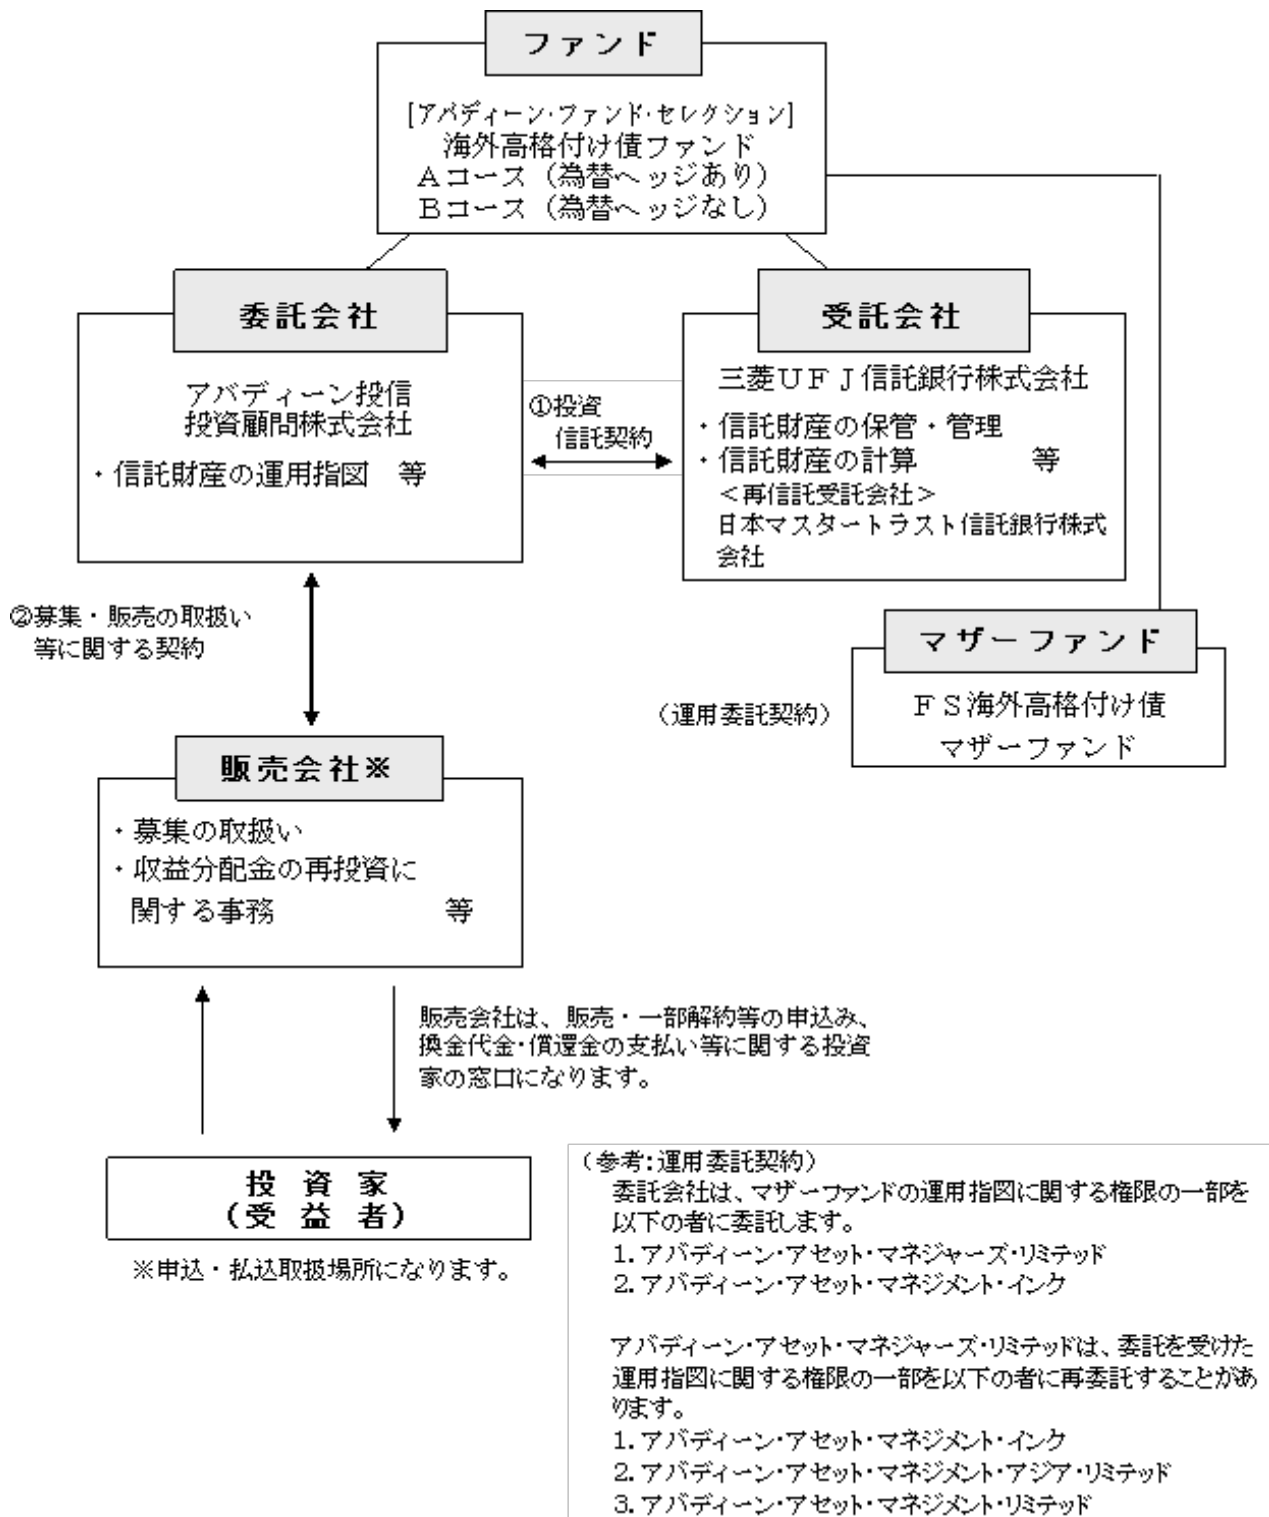 ファンド
[アバディーン・ファンド・セレクション]
海外高格付け債ファンド
Aコース（為替ヘッジあり）
Bコース（為替ヘッジなし）
委託会社
アバディーン投信
投資顧問株式会社
・信託財産の運用指図　等
①投資
信託契約
受託会社
三菱ＵＦＪ信託銀行株式会社
・信託財産の保管・管理
・信託財産の計算　　　等
＜再信託受託会社＞
日本マスタートラスト信託銀行株式
会社
②募集・販売の取扱い
等に関する契約
マザーファンド
（運用委託契約）
ＦＳ海外高格付け債
マザーファンド
販売会社※
・募集の取扱い
・収益分配金の再投資に
関する事務　　　　等
販売会社は、販売・一部解約等の申込み、
換金代金・償還金の支払い等に関する投資
家の窓口になります。
投　資　家
（受　益　者）
※申込・払込取扱場所になります。
（参考：運用委託契約）
委託会社は、マザーファンドの運用指図に関する権限の一部を
以下の者に委託します。
1. アバディーン・アセット・マネジャーズ・リミテッド
2. アバディーン・アセット・マネジメント・インク
アバディーン・アセット・マネジャーズ・リミテッドは、委託を受けた
運用指図に関する権限の一部を以下の者に再委託することがあ
ります。
1. アバディーン・アセット・マネジメント・インク
2. アバディーン・アセット・マネジメント・アジア・リミテッド
3. アバディーン・アセット・マネジメント・リミテッド